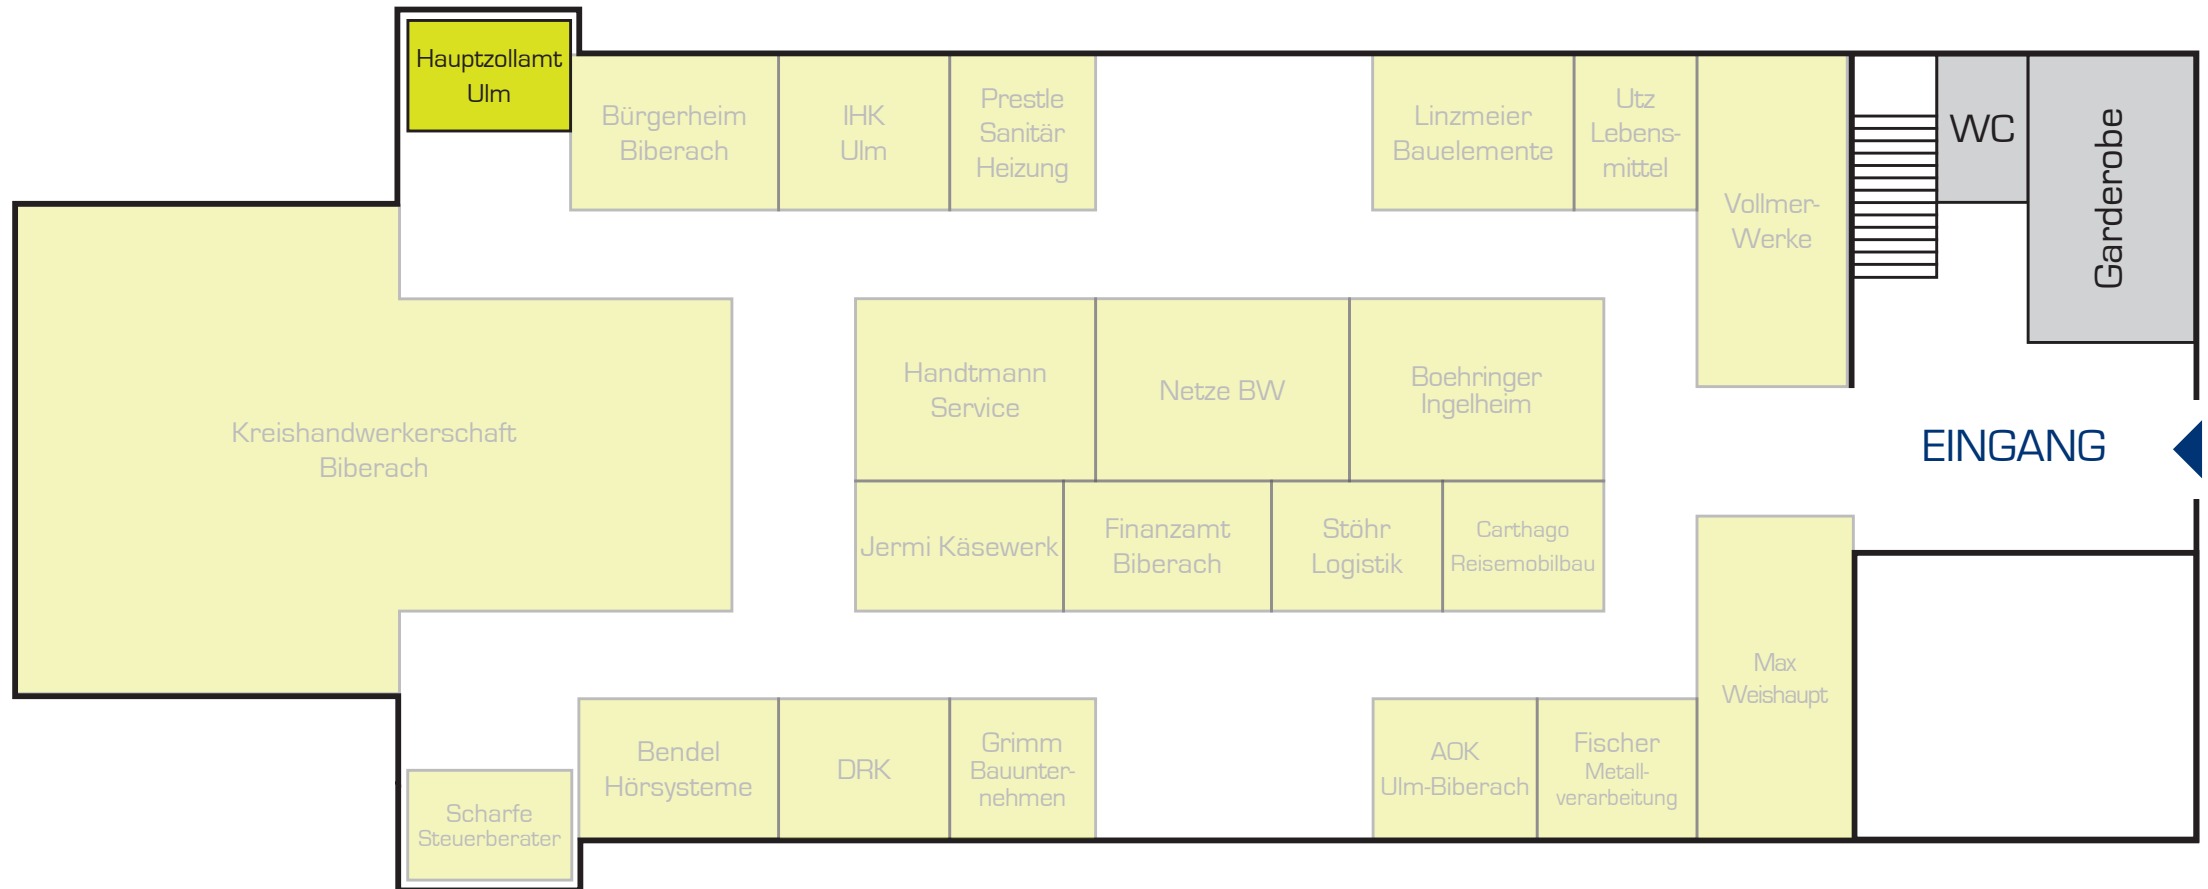 Hauptzollamt
Ulm
Bürgerheim
Biberach
IHK
Ulm
Prestle
Sanitär
Heizung
Linzmeier
Bauelemente
Utz
Lebens-
mittel
Vollmer-
Werke
WC
Garderobe
Kreishandwerkerschaft
Biberach
Handtmann
Service
Netze BW
Boehringer
Ingelheim
EINGANG
Jermi Käsewerk
Finanzamt
Biberach
Stöhr
Logistik
Carthago
Reisemobilbau
Max
Weishaupt
Scharfe
Steuerberater
Bendel
Hörsysteme
DRK
Grimm
Bauunter-
nehmen
AOK
Ulm-Biberach
Fischer
Metall-
verarbeitung